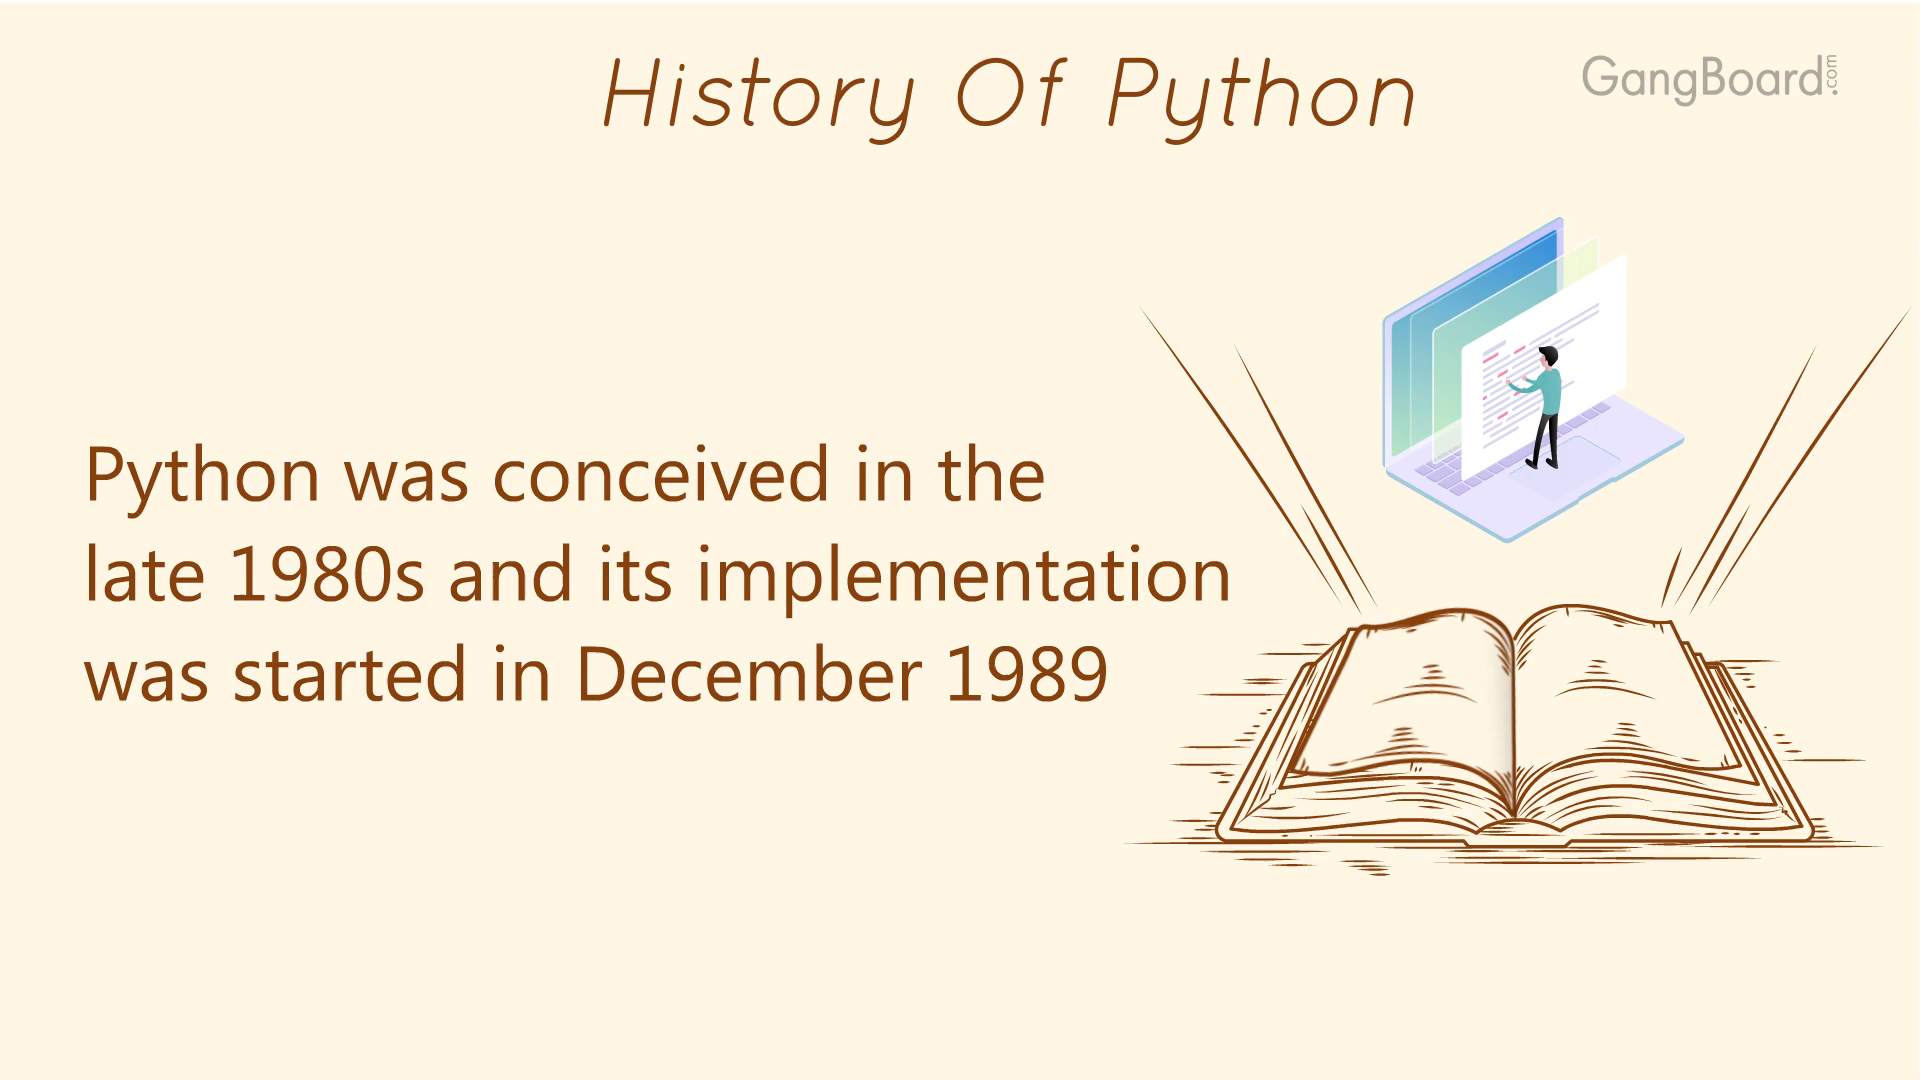 History Of Python
GangBoard.com
Python was conceived in the
late 1980s and its implementation
was started in December 1989